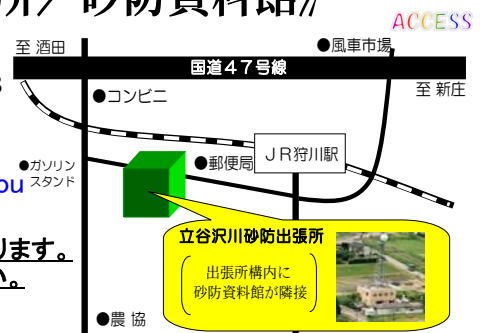 所／砂防資料館//
ACCESS
至 酒田
●風車市場
国道４７号線
至 新庄
●コンビニ
ＪＲ狩川駅
●郵便局
●ガソリン
スタンド
ou
立谷沢川砂防出張所
ります。
出張所構内に
砂防資料館が隣接
い。
●農 協